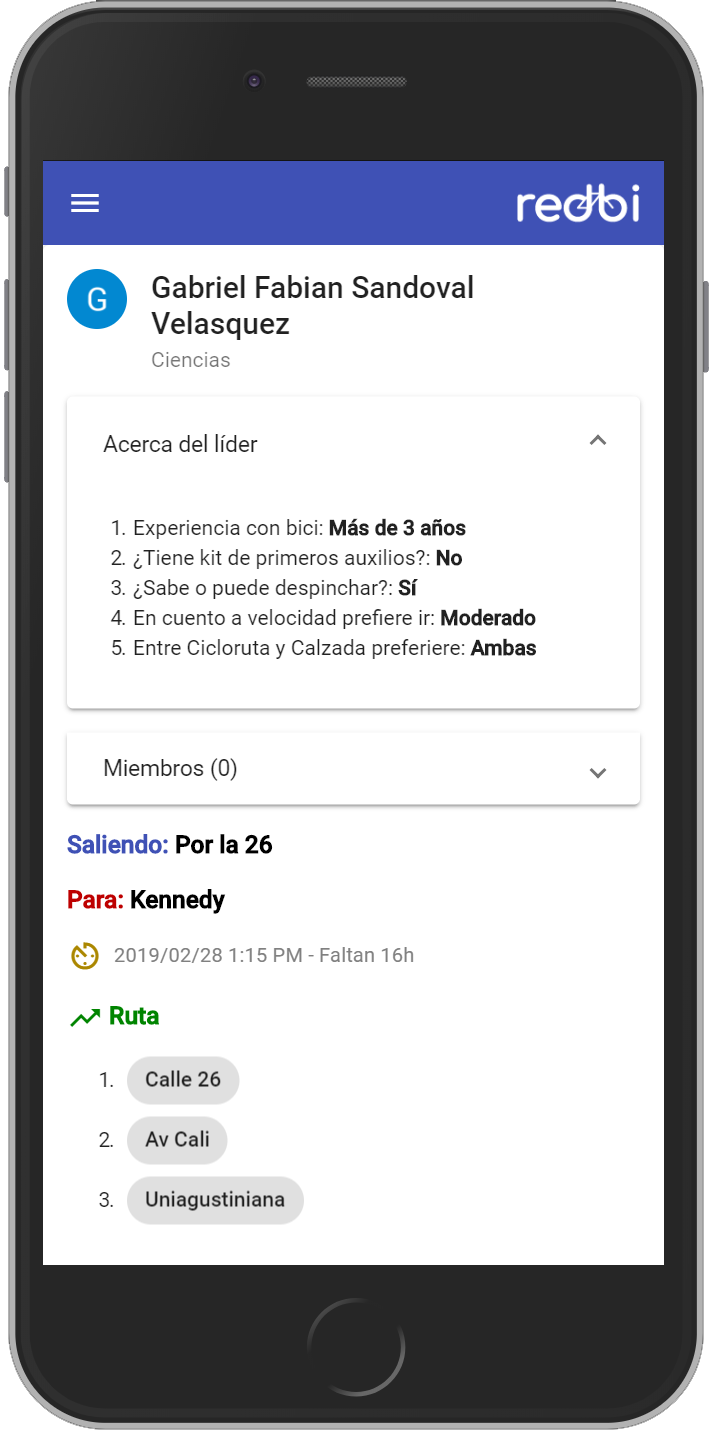 redbi
G
Gabriel Fabian Sandoval
Velasquez
Ciencias
Acerca del líder
1. Experiencia con bici: Más de 3 años
2. ¿Tiene kit de primeros auxilios?: No
3. ¿Sabe o puede despinchar?: Sí
4. En cuento a velocidad prefiere ir: Moderado
5. Entre Cicloruta y Calzada preferiere: Ambas
Miembros (0)
Saliendo: Por la 26
Para: Kennedy
2019/02/28 1:15 PM - Faltan 16h
Ruta
1. Calle 26
2. Av Cali
3. Uniagustiniana